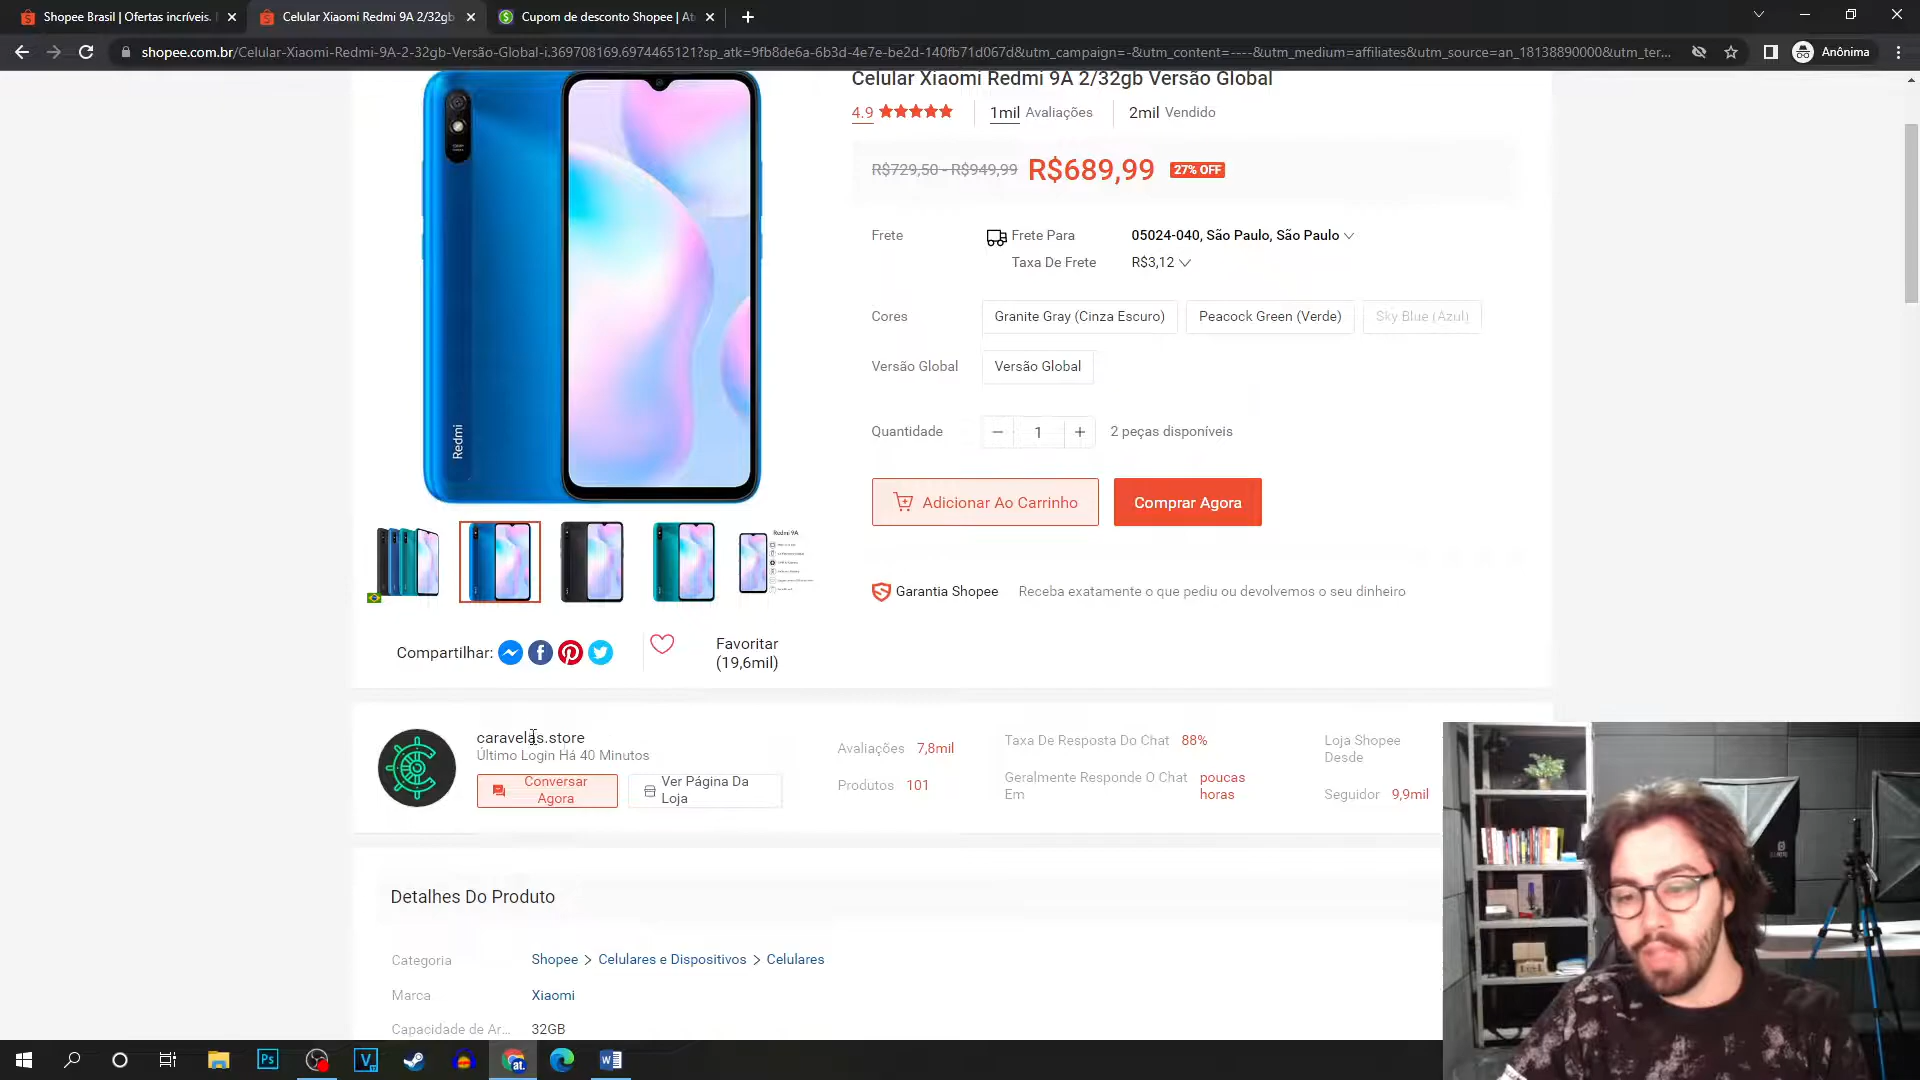 Shopee Brasil | Ofertas incríveis.
Celular Xiaomi Redmi 9A 2/32gb
Cupom de desconto Shopee | At
shopee.com.br/Celular-Xiaomi-Redmi-9A-2-32gb-Versão-Global-i.369708169.6974465121?sp_atk=9fb8de6a-6b3d-4e7e-be2d-140fb71d067d&utm_campaign=-&utm_content=----&utm_medium=affiliates&utm_source=an_18138890000&utm_ter...
Anônima
Celular Xiaomi Redmi 9A 2/32gb Versão Global
4.9
1mil Avaliações
2mil Vendido
R$729,50 - R$949,99 R$689,99 27% OFF
Frete
Frete Para
05024-040, São Paulo, São Paulo
Taxa De Frete
R$3,12
Cores
Granite Gray (Cinza Escuro)
Peacock Green (Verde)
Sky Blue (Azul)
Versão Global
Versão Global
Quantidade
− 1 +
2 peças disponíveis
Adicionar Ao Carrinho
Comprar Agora
Garantia Shopee
Receba exatamente o que pediu ou devolvemos o seu dinheiro
Redmi
Redmi 9A
Compartilhar:
Favoritar
(19,6mil)
caravelas.store
Último Login Há 40 Minutos
Conversar
Agora
Ver Página Da
Loja
Avaliações 7,8mil
Produtos 101
Taxa De Resposta Do Chat 88%
Geralmente Responde O Chat
Em
poucas
horas
Loja Shopee
Desde
Seguidor 9,9mil
Detalhes Do Produto
Categoria
Shopee > Celulares e Dispositivos > Celulares
Marca
Xiaomi
Capacidade de Ar...
32GB
Ps
at.